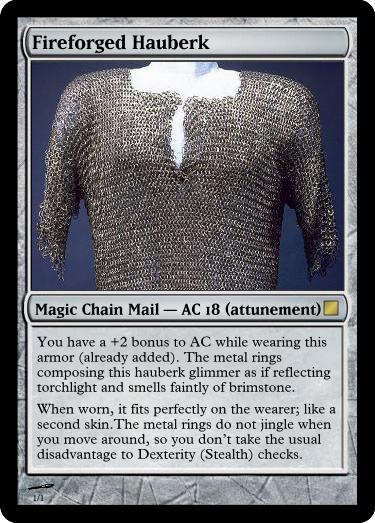 Fireforged Hauberk
Magic Chain Mail — AC 18 (attunement)
You have a +2 bonus to AC while wearing this
armor (already added). The metal rings
composing this hauberk glimmer as if reflecting
torchlight and smells faintly of brimstone.
When worn, it fits perfectly on the wearer; like a
second skin.The metal rings do not jingle when
you move around, so you don't take the usual
disadvantage to Dexterity (Stealth) checks.
1/1